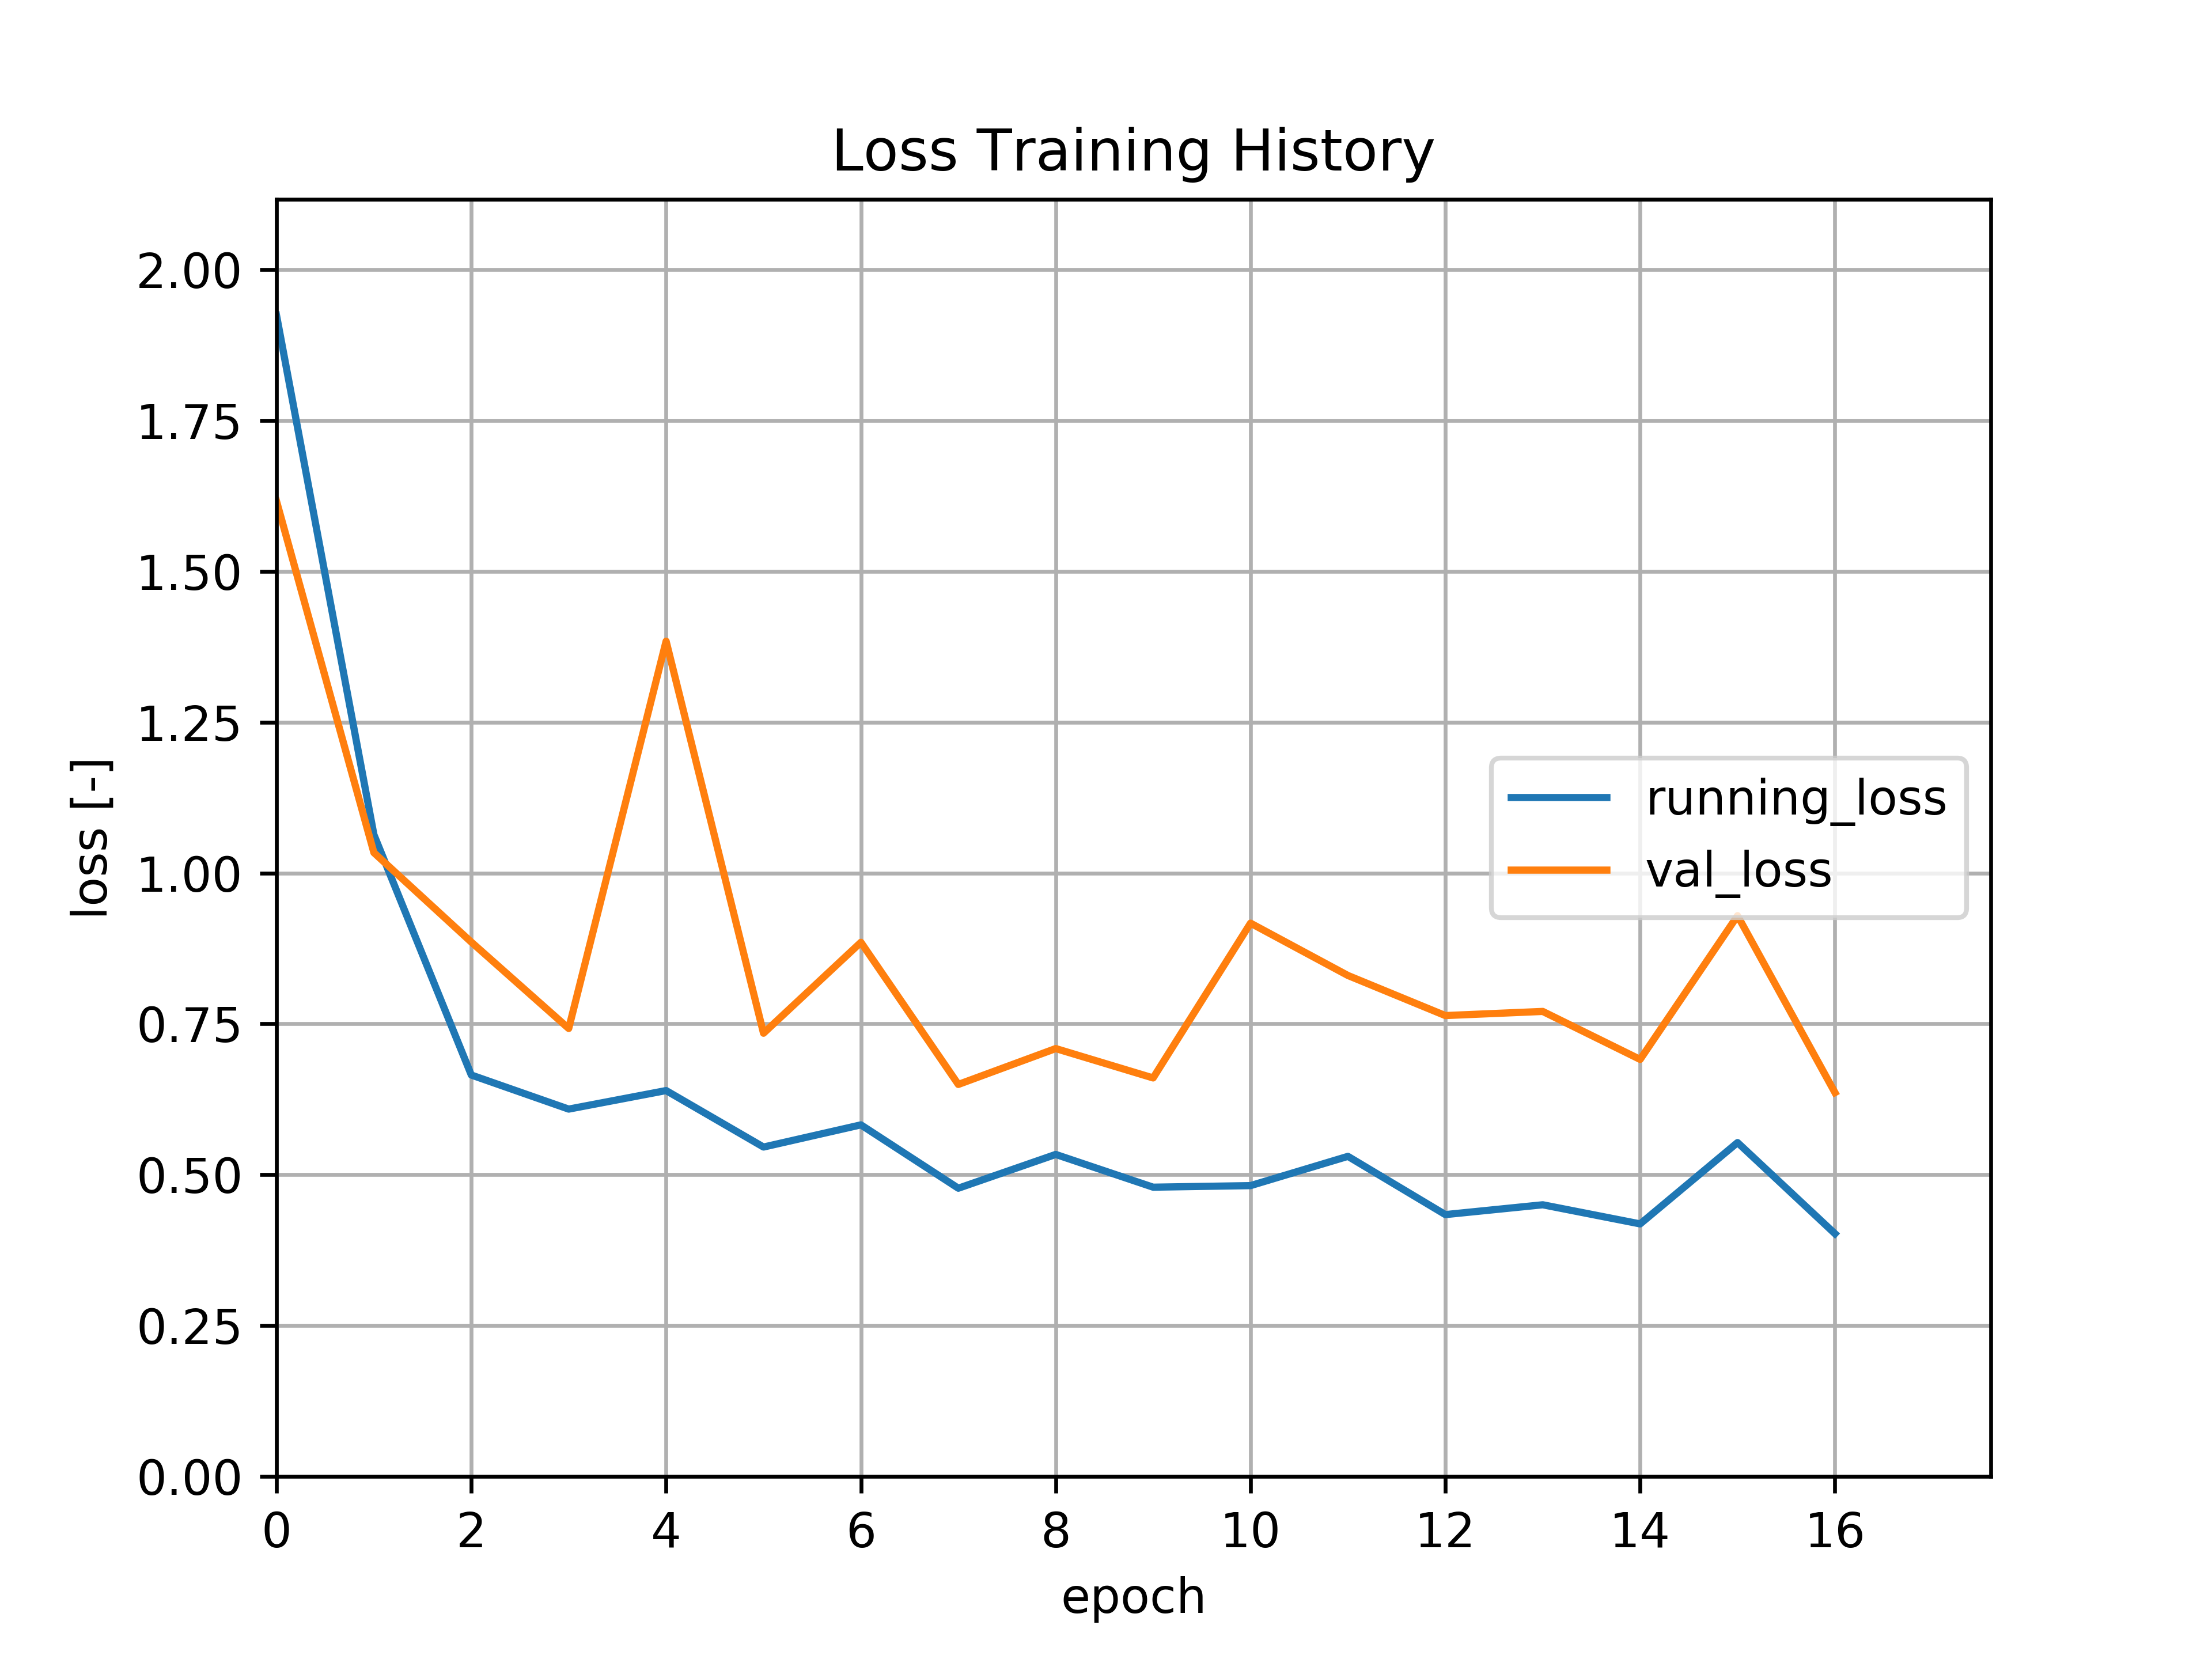 Loss Training History
2.00
1.75
1.50
1.25
1.00
0.75
0.50
0.25
0.00
loss [-]
running_loss
val_loss
0 2 4 6 8 10 12 14 16
epoch